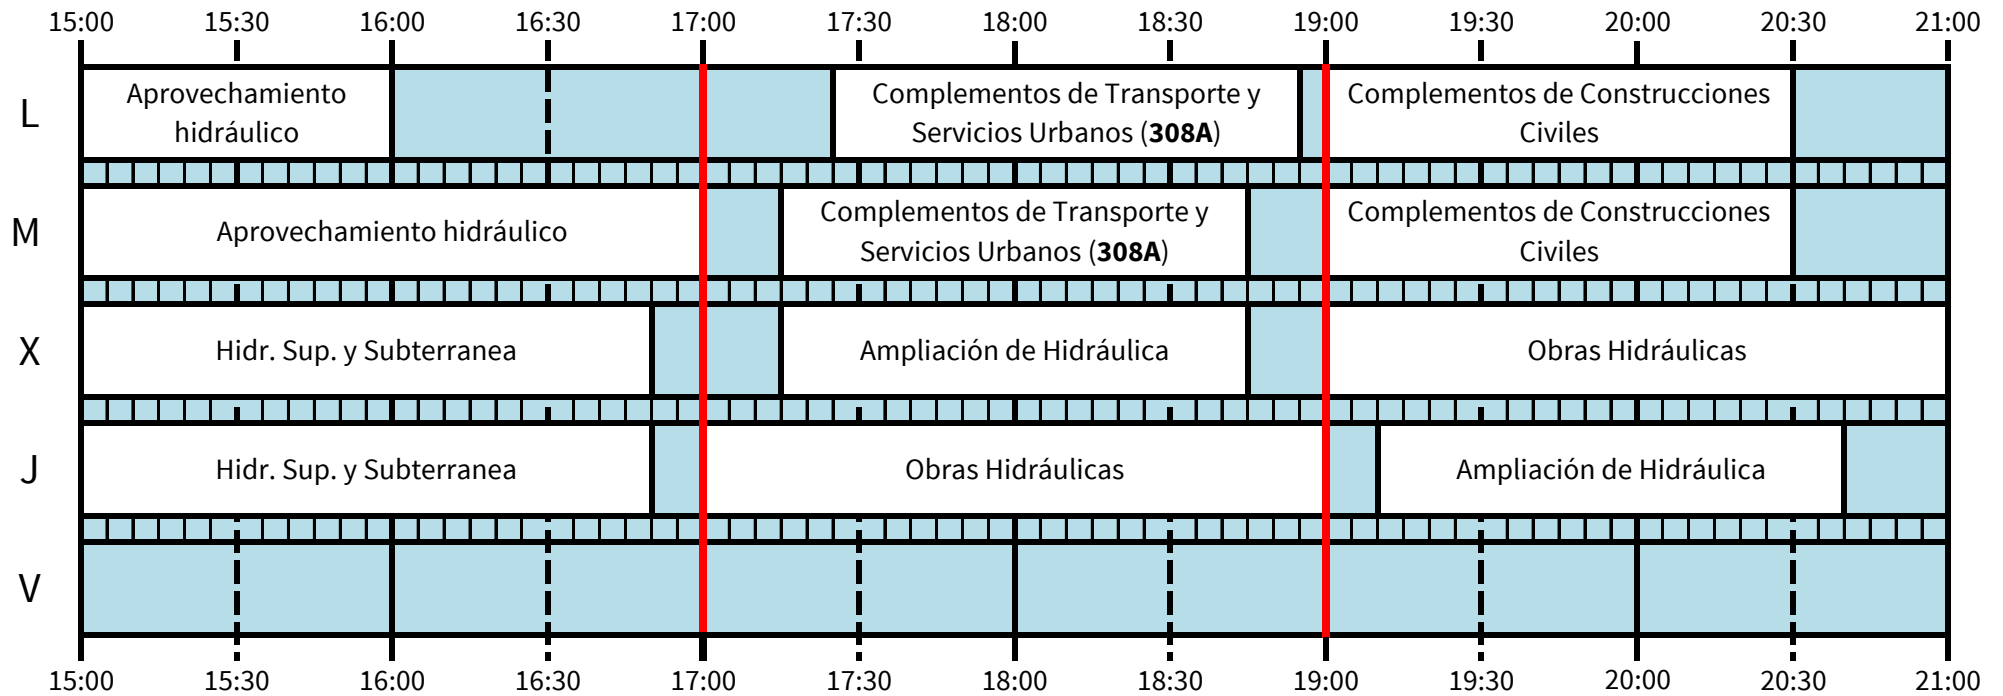 15:00 15:30 16:00 16:30 17:00 17:30 18:00 18:30 19:00 19:30 20:00 20:30 21:00
L
Aprovechamiento
hidráulico
Complementos de Transporte y
Servicios Urbanos (308A)
Complementos de Construcciones
Civiles
M
Aprovechamiento hidráulico
Complementos de Transporte y
Servicios Urbanos (308A)
Complementos de Construcciones
Civiles
X
Hidr. Sup. y Subterranea
Ampliación de Hidráulica
Obras Hidráulicas
J
Hidr. Sup. y Subterranea
Obras Hidráulicas
Ampliación de Hidráulica
V
15:00 15:30 16:00 16:30 17:00 17:30 18:00 18:30 19:00 19:30 20:00 20:30 21:00